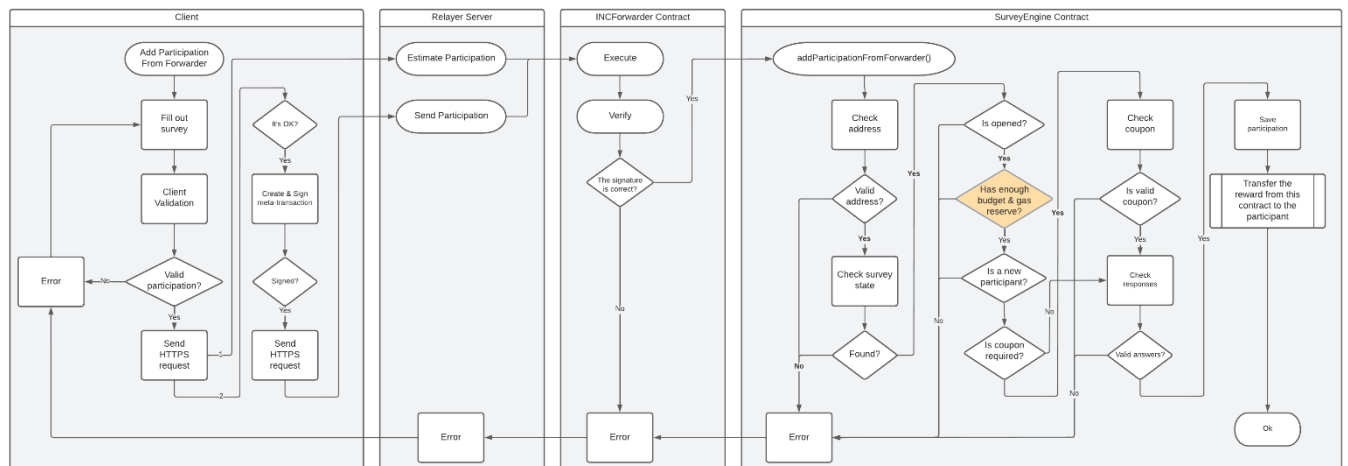 Client
Relayer Server
INCForwarder Contract
SurveyEngine Contract
Add Participation
From Forwarder
Fill out
survey
Client
Validation
Valid
participation?
No
Error
Yes
Send
HTTPS
request
1
2
It's OK?
Yes
Create & Sign
meta-transaction
Signed?
Yes
Send
HTTPS
request
Estimate Participation
Send Participation
Error
Execute
Verify
The signature
is correct?
Yes
No
Error
addParticipationFromForwarder()
Check
address
Valid
address?
Yes
Check survey
state
Found?
No
Error
Yes
Is opened?
Yes
Has enough
budget & gas
reserve?
Yes
Is a new
participant?
No
Is coupon
required?
No
Yes
Check
coupon
Is valid
coupon?
Yes
Check
responses
Valid answers?
No
Yes
Save
participation
Transfer the
reward from this
contract to the
participant
Ok